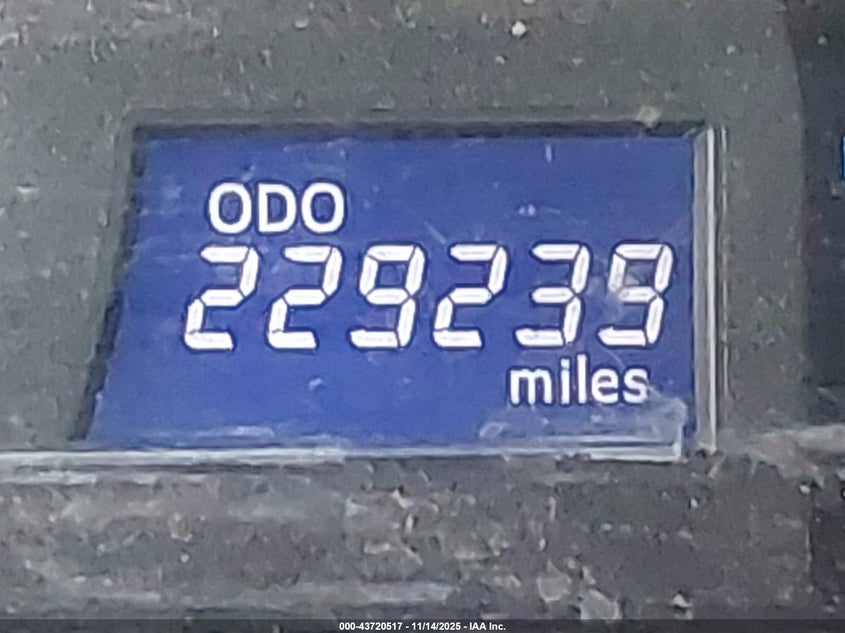 ODO
229239
miles
000-43720517 - 11/14/2025 - IAA Inc.